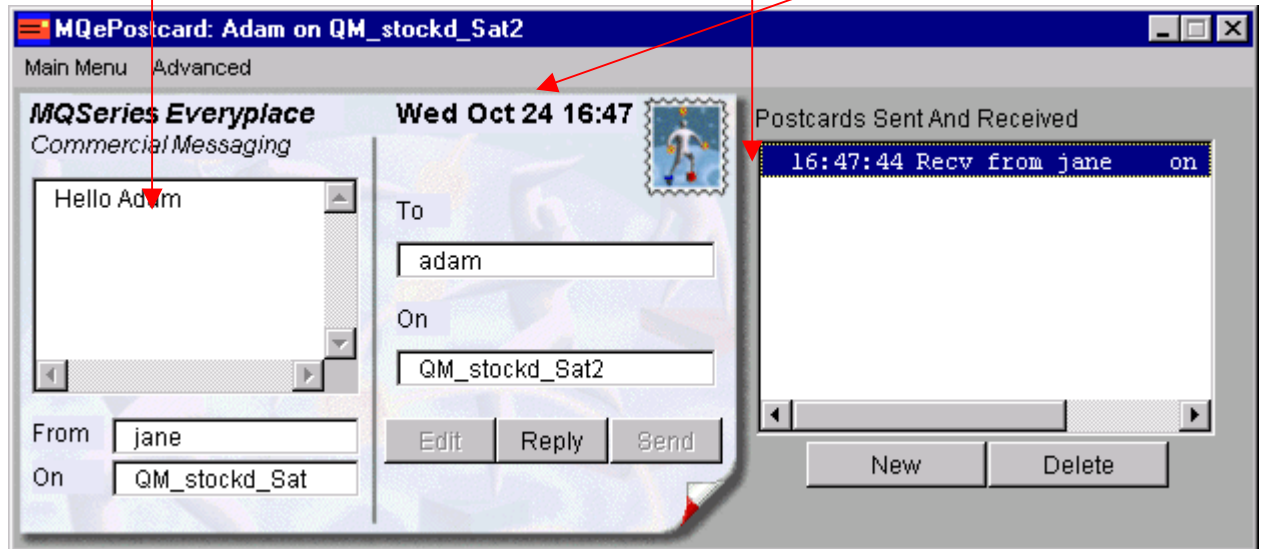 MQePostcard: Adam on QM_stockd_Sat2
Main Menu Advanced
MQSeries Everyplace
Commercial Messaging
Hello Adam
From jane
On QM_stockd_Sat
Wed Oct 24 16:47
To
adam
On
QM_stockd_Sat2
Edit Reply Send
Postcards Sent And Received
16:47:44 Recv from jane on
New Delete